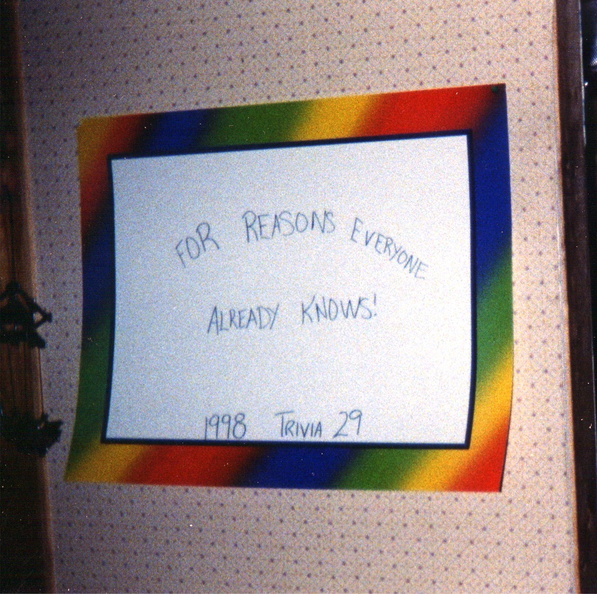 FOR REASONS EVERYONE
ALREADY KNOWS!
1998 TRIVIA 29